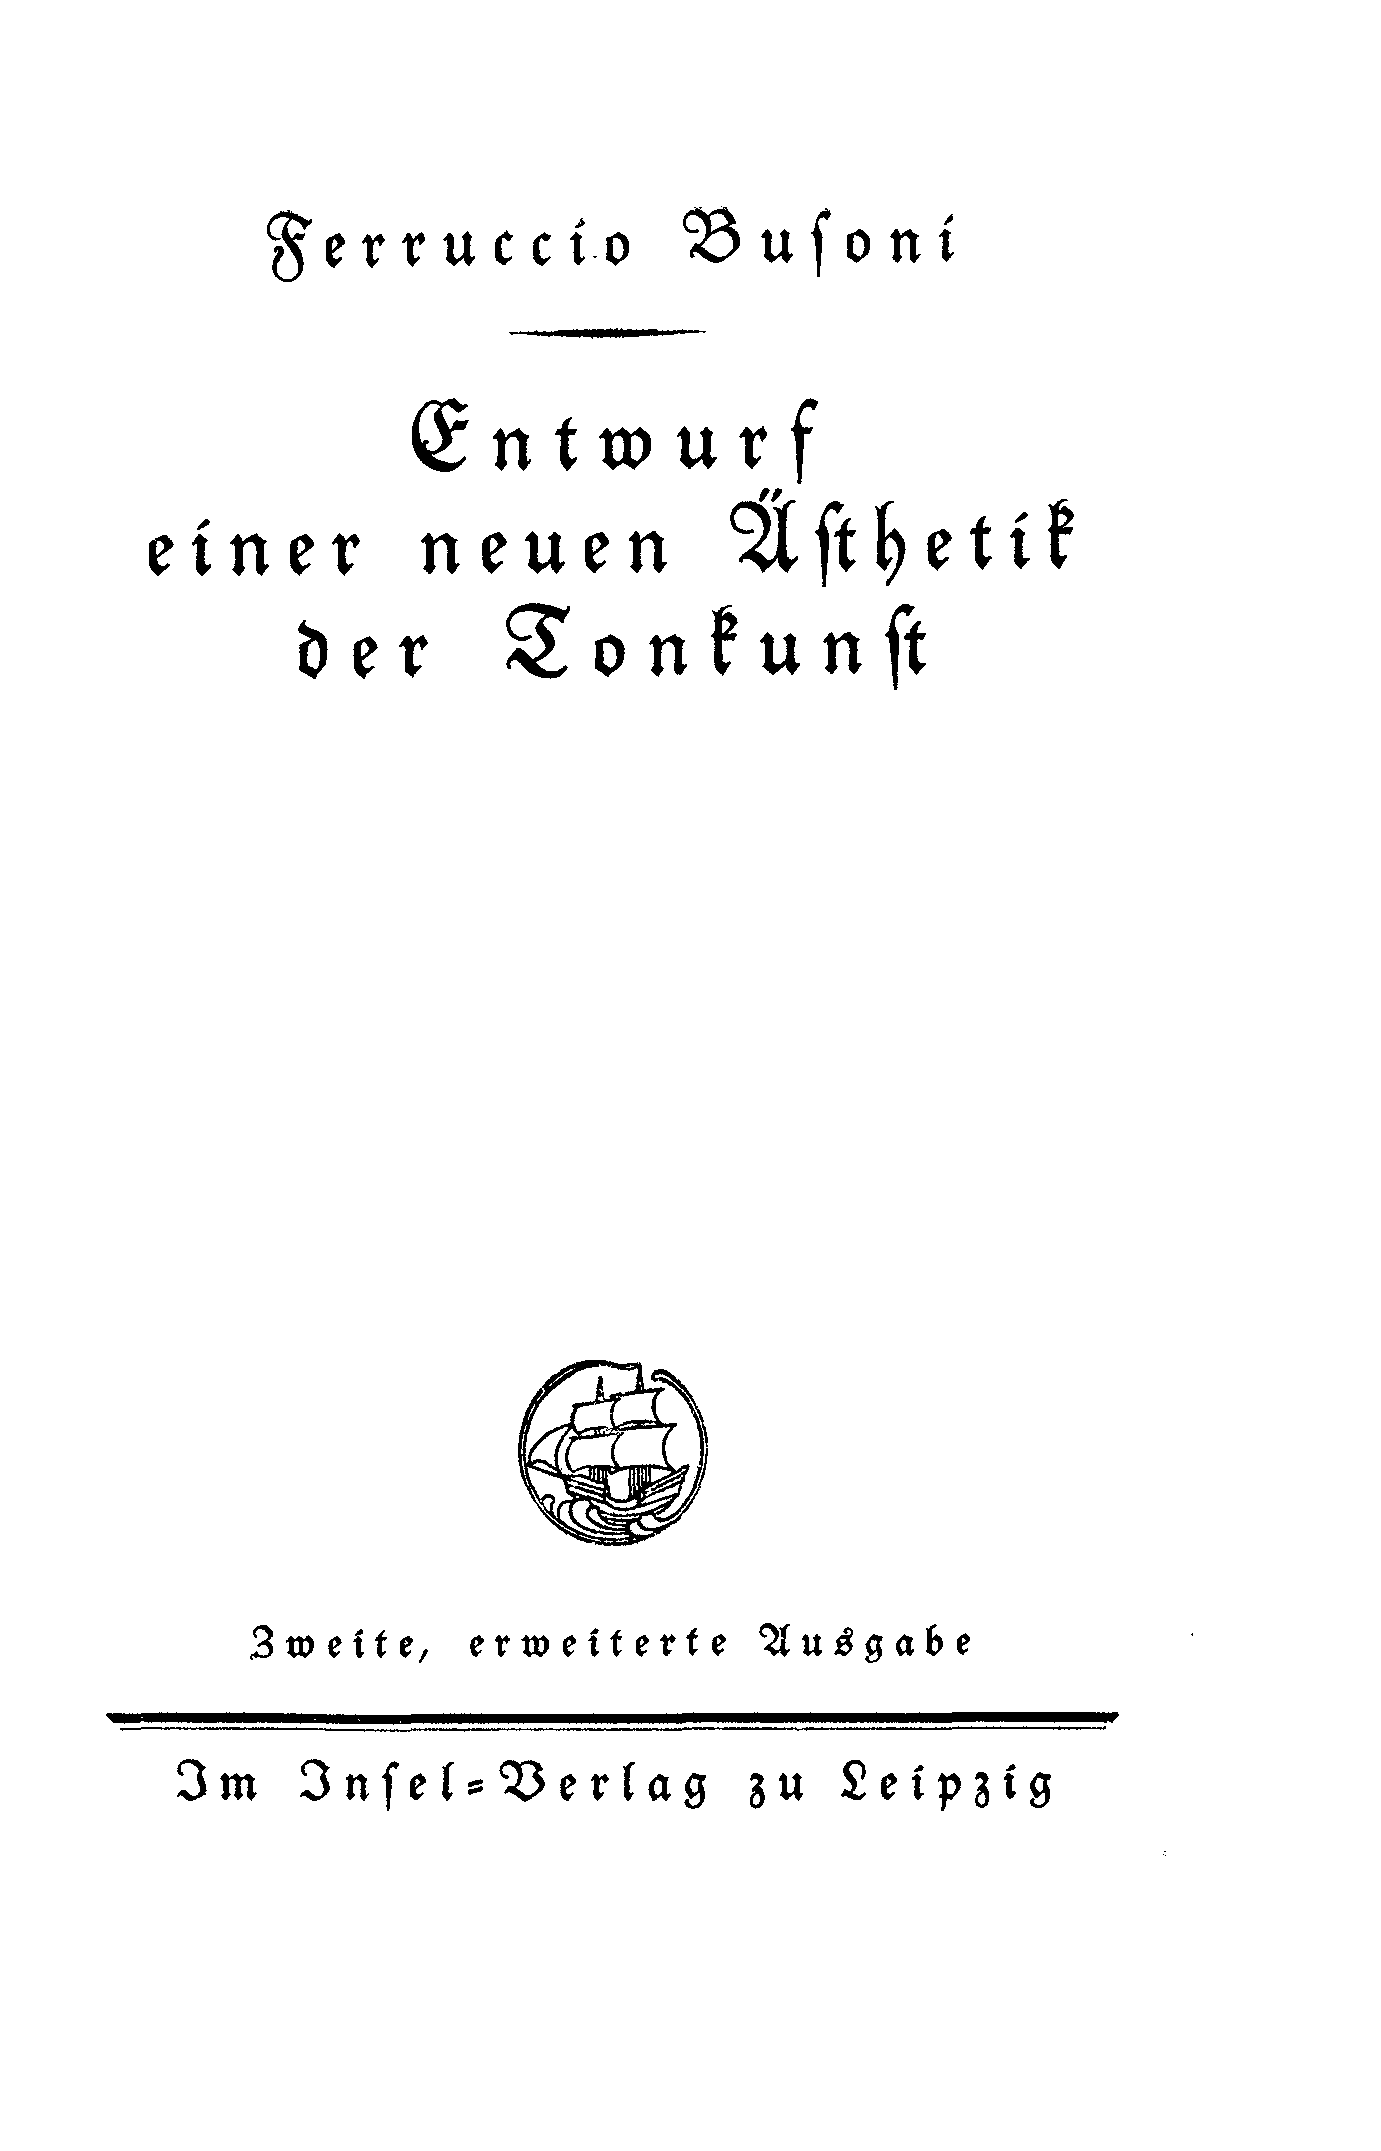 Ferruccio Buſoni
Entwurf
einer neuen Äſthetik
der Tonkunſt
Zweite, erweiterte Ausgabe
Im Inſel⸗Verlag zu Leipzig